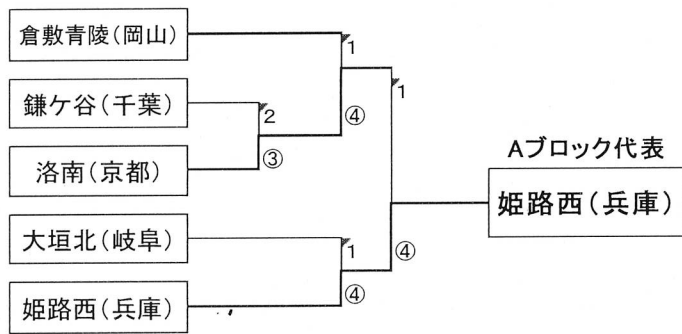 倉敷青陵(岡山)
1
鎌ケ谷(千葉)
1
2
④
③
Aブロック代表
洛南(京都)
姫路西(兵庫)
大垣北(岐阜)
1
④
④
姫路西(兵庫)